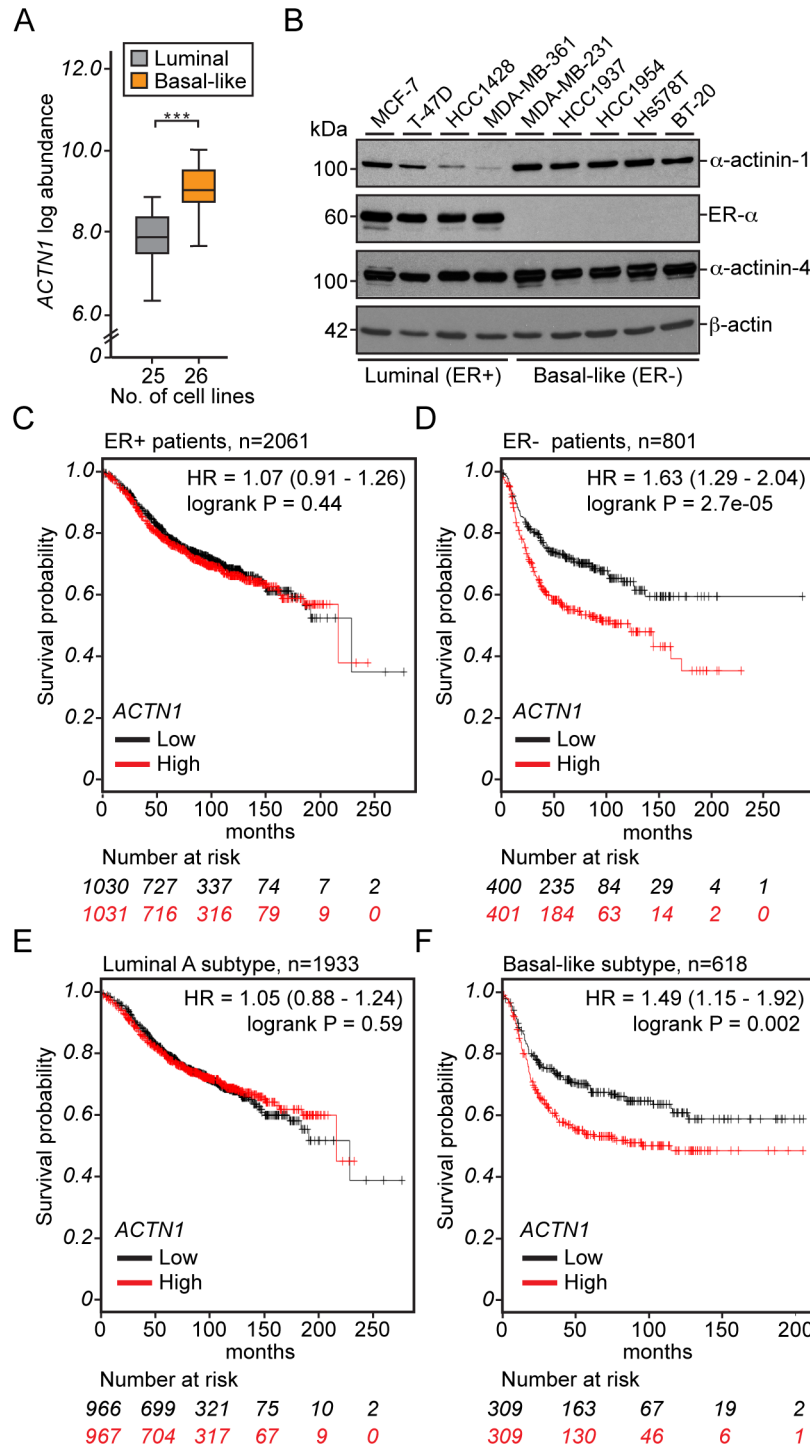 A
Luminal
Basal-like
12.0
10.0
8.0
6.0
0
ACTN1 log abundance
***
25 26
No. of cell lines
B
MCF-7
T-47D
HCC1428
MDA-MB-361
MDA-MB-231
HCC1937
HCC1954
Hs578T
BT-20
kDa
100
α-actinin-1
60
ER-α
100
α-actinin-4
42
β-actin
Luminal (ER+) Basal-like (ER-)
C
ER+ patients, n=2061
HR = 1.07 (0.91 - 1.26)
logrank P = 0.44
Survival probability
1.0
0.8
0.6
0.4
0.2
0
ACTN1
Low
High
0 50 100 150 200 250
months
Number at risk
1030 727 337 74 7 2
1031 716 316 79 9 0
D
ER- patients, n=801
HR = 1.63 (1.29 - 2.04)
logrank P = 2.7e-05
Survival probability
1.0
0.8
0.6
0.4
0.2
0
ACTN1
Low
High
0 50 100 150 200 250
months
Number at risk
400 235 84 29 4 1
401 184 63 14 2 0
E
Luminal A subtype, n=1933
HR = 1.05 (0.88 - 1.24)
logrank P = 0.59
Survival probability
1.0
0.8
0.6
0.4
0.2
0
ACTN1
Low
High
0 50 100 150 200 250
months
Number at risk
966 699 321 75 10 2
967 704 317 67 9 0
F
Basal-like subtype, n=618
HR = 1.49 (1.15 - 1.92)
logrank P = 0.002
Survival probability
1.0
0.8
0.6
0.4
0.2
0
ACTN1
Low
High
0 50 100 150 200
months
Number at risk
309 163 67 19 2
309 130 46 6 1